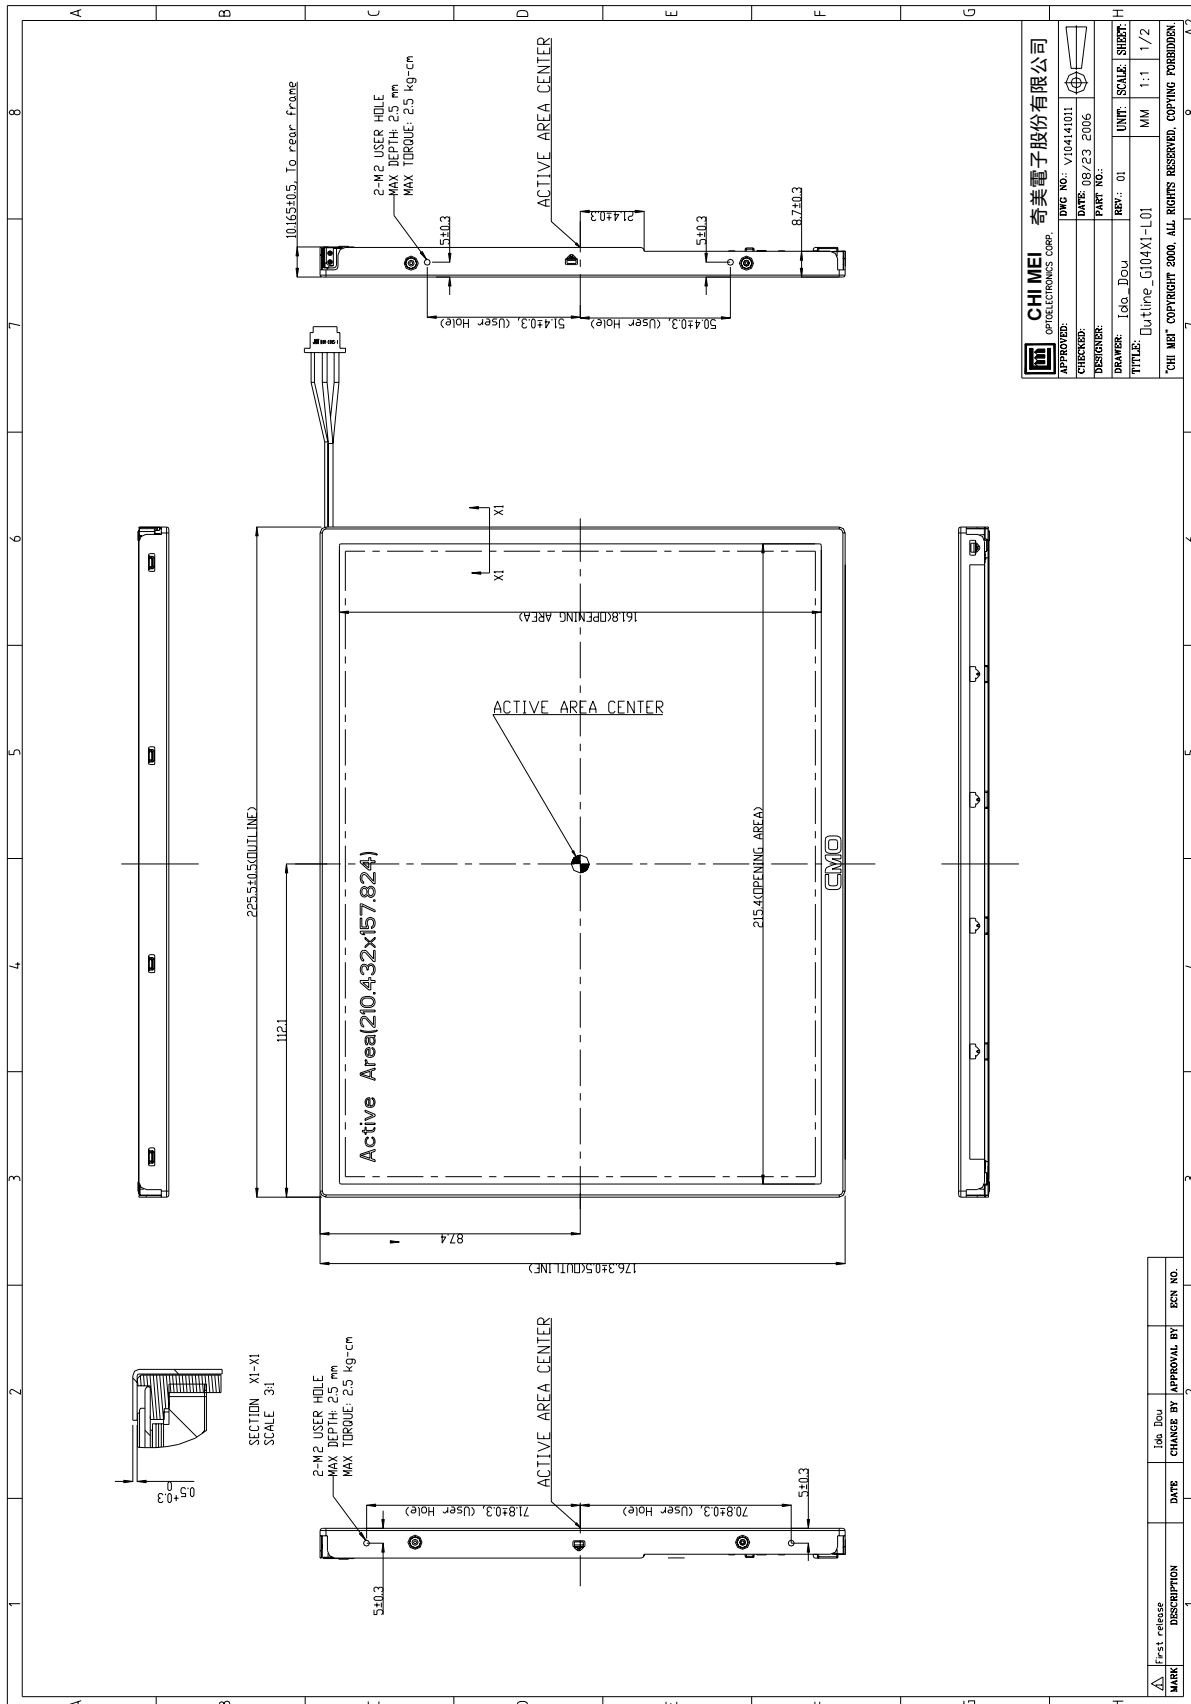 A
B
C
D
E
F
G
H
A2
8
7
6
5
4
3
2
1
10.165±0.5, To rear frame
2-M2 USER HOLE
MAX DEPTH: 2.5 mm
MAX TORQUE: 2.5 kg-cm
5±0.3
51.4±0.3, (User Hole)
ACTIVE AREA CENTER
21.4±0.3
50.4±0.3, (User Hole)
5±0.3
8.7±0.3
225.5±0.5(OUTLINE)
112.1
X1
X1
161.8(OPENING AREA)
ACTIVE AREA CENTER
215.4(OPENING AREA)
Active Area(210.432x157.824)
CMO
87.4
176.3±0.5(OUTLINE)
0.5 +0.3
0
SECTION X1-X1
SCALE 3:1
2-M2 USER HOLE
MAX DEPTH: 2.5 mm
MAX TORQUE: 2.5 kg-cm
5±0.3
71.8±0.3, (User Hole)
ACTIVE AREA CENTER
70.8±0.3, (User Hole)
5±0.3
CHI MEI 奇美電子股份有限公司
OPTOELECTRONICS CORP.
APPROVED: DWG NO.: V104141011
CHECKED: DATE: 08/23 2006
DESIGNER: PART NO.:
DRAWER: Ida_Dou REV.: 01 UNIT: MM SCALE: 1:1 SHEET: 1/2
TITLE: Outline_G104X1-L01
"CHI MEI" COPYRIGHT 2000, ALL RIGHTS RESERVED, COPYING FORBIDDEN.
First release Ida Dou
MARK DESCRIPTION DATE CHANGE BY APPROVAL BY ECN NO.